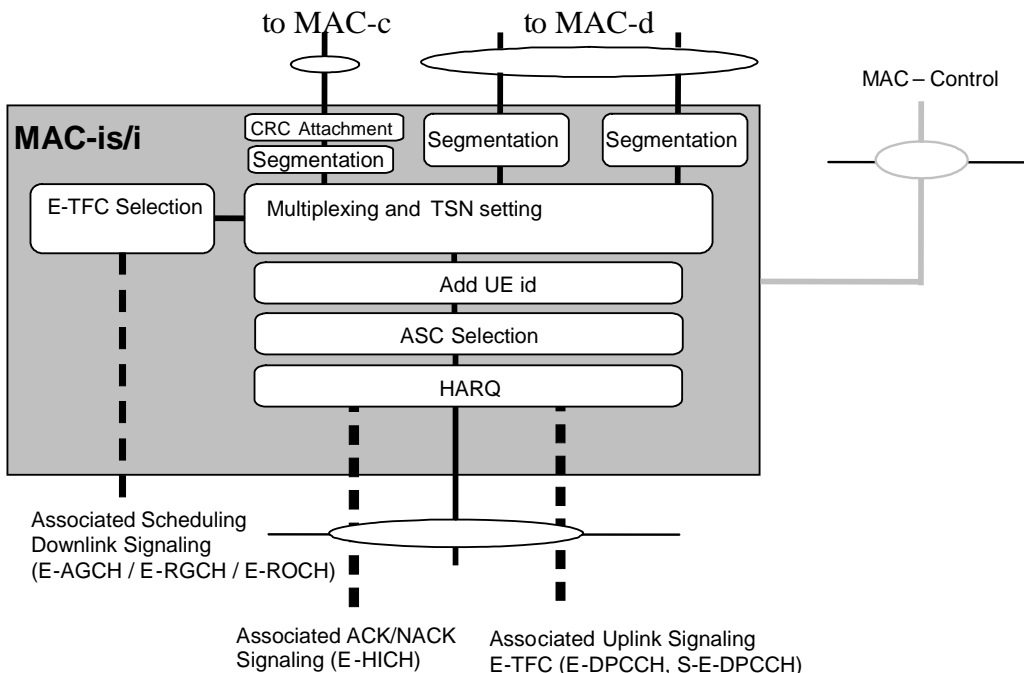 to MAC-c
to MAC-d
MAC – Control
MAC-is/i
CRC Attachment
Segmentation
Segmentation
Segmentation
E-TFC Selection
Multiplexing and TSN setting
Add UE id
ASC Selection
HARQ
Associated Scheduling
Downlink Signaling
(E-AGCH / E-RGCH / E-ROCH)
Associated ACK/NACK
Signaling (E-HICH)
Associated Uplink Signaling
E-TFC (E-DPCCH, S-E-DPCCH)